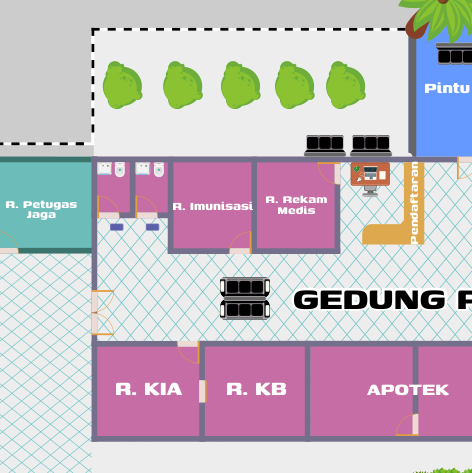 Pintu
Pendaftaran
R. Petugas
Jaga
R. Imunisasi
R. Rekam
Medis
GEDUNG P
R. KIA
R. KB
APOTEK